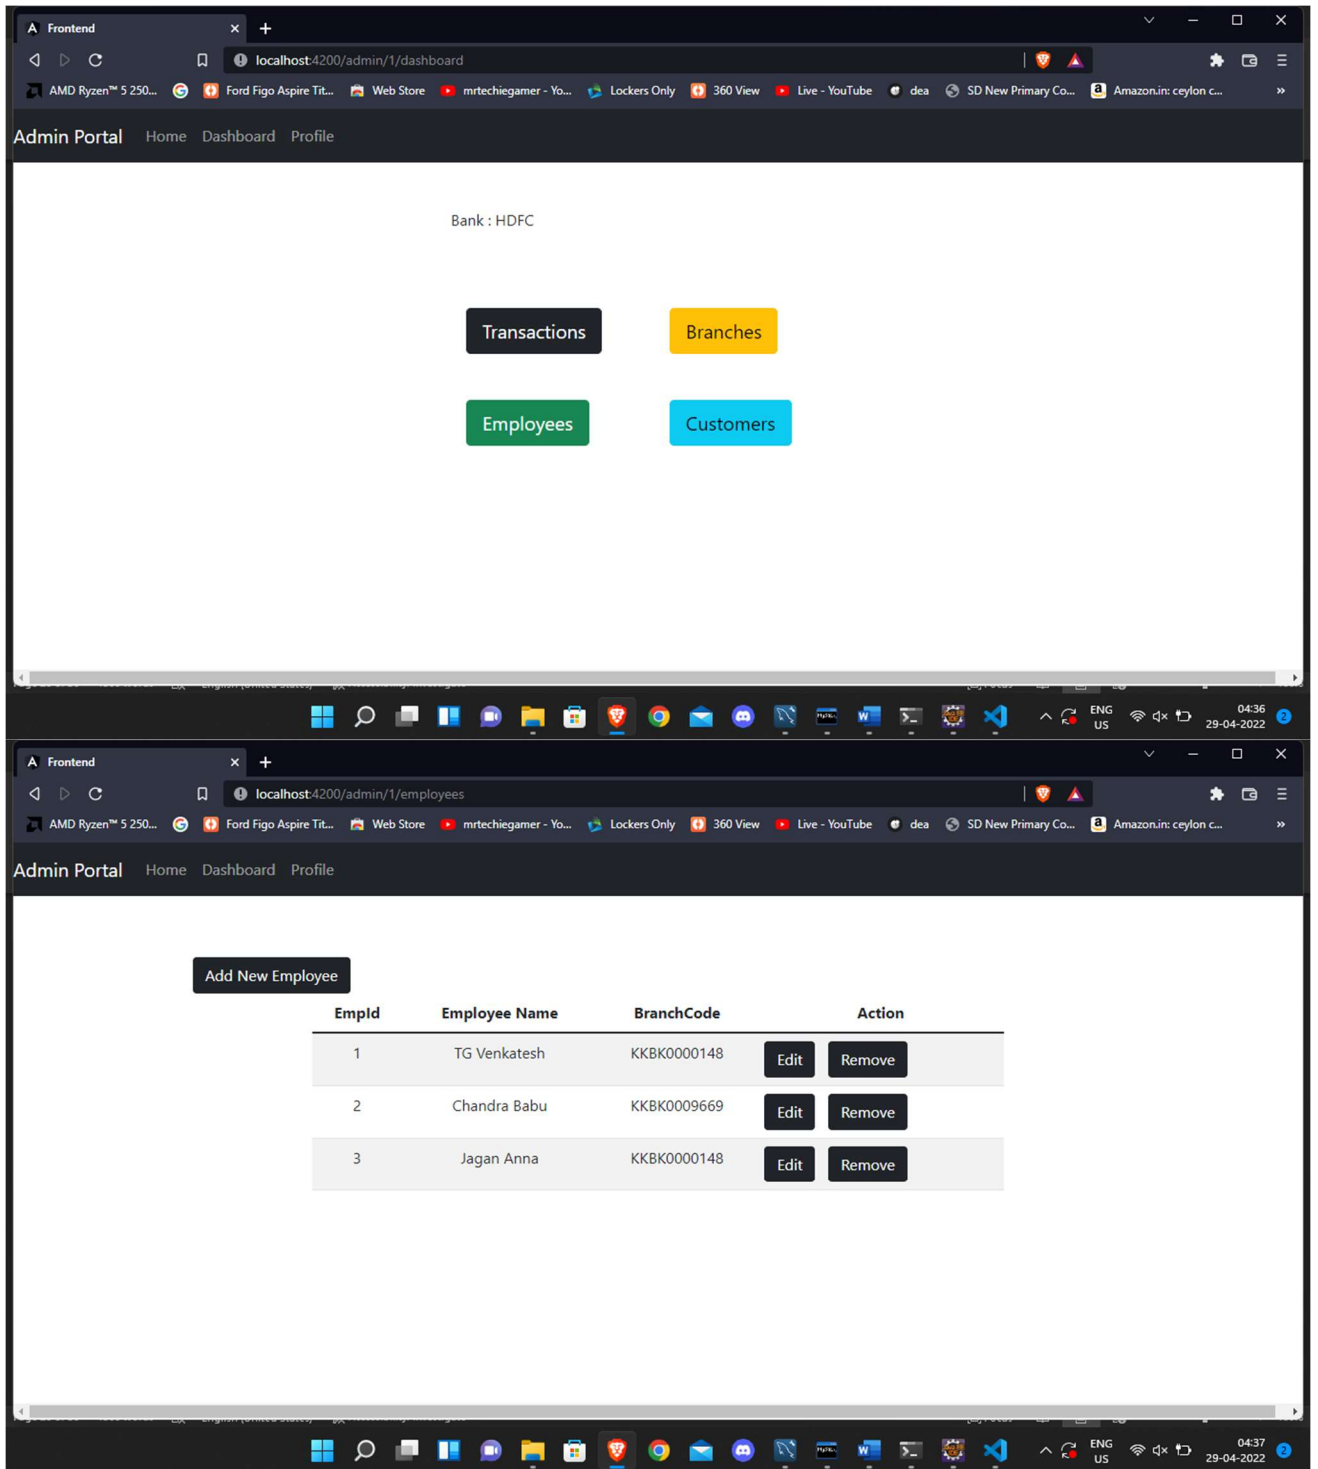 Frontend
localhost:4200/admin/1/dashboard
AMD Ryzen™ 5 250... Ford Figo Aspire Tit... Web Store mrtechiegamer - Yo... Lockers Only 360 View Live - YouTube dea SD New Primary Co... Amazon.in: ceylon c... »
Admin Portal Home Dashboard Profile
Bank : HDFC
Transactions Branches
Employees Customers
ENG 04:36
US 29-04-2022 2
Frontend
localhost:4200/admin/1/employees
AMD Ryzen™ 5 250... Ford Figo Aspire Tit... Web Store mrtechiegamer - Yo... Lockers Only 360 View Live - YouTube dea SD New Primary Co... Amazon.in: ceylon c... »
Admin Portal Home Dashboard Profile
Add New Employee
EmpId Employee Name BranchCode Action
1 TG Venkatesh KKBK0000148 Edit Remove
2 Chandra Babu KKBK0009669 Edit Remove
3 Jagan Anna KKBK0000148 Edit Remove
ENG 04:37
US 29-04-2022 2